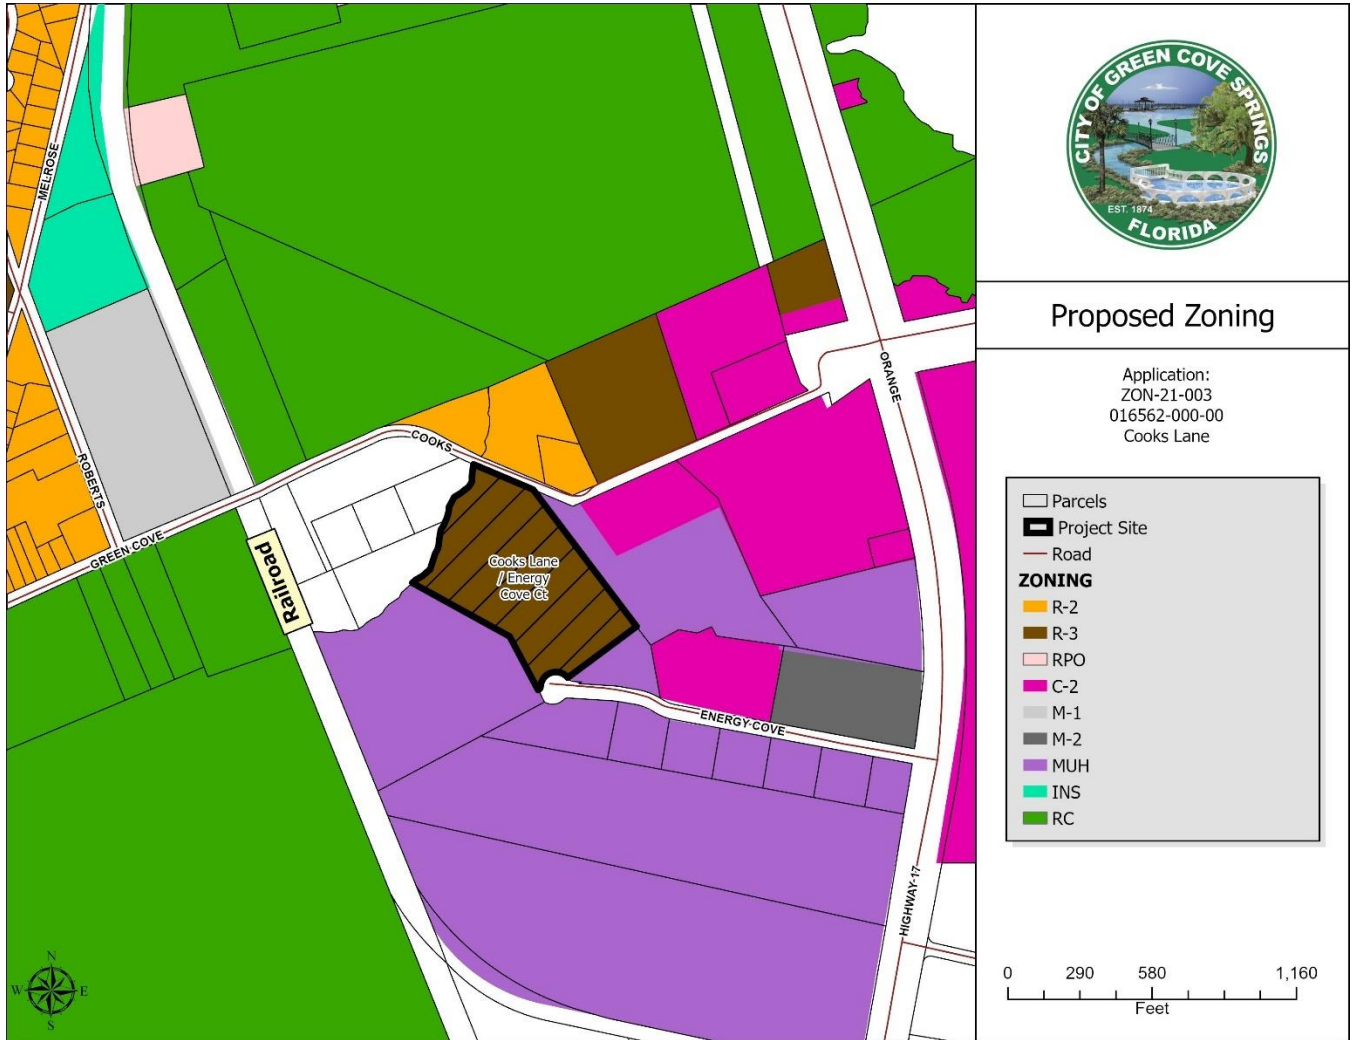 MELROSE
ROBERTS
GREEN COVE
COOKS
ORANGE
Railroad
Cooks Lane
/ Energy
Cove Ct
ENERGY COVE
HIGHWAY 17
N
W
E
S
CITY OF GREEN COVE SPRINGS
EST. 1874
FLORIDA
Proposed Zoning
Application:
ZON-21-003
016562-000-00
Cooks Lane
Parcels
Project Site
Road
ZONING
R-2
R-3
RPO
C-2
M-1
M-2
MUH
INS
RC
0 290 580 1,160
Feet